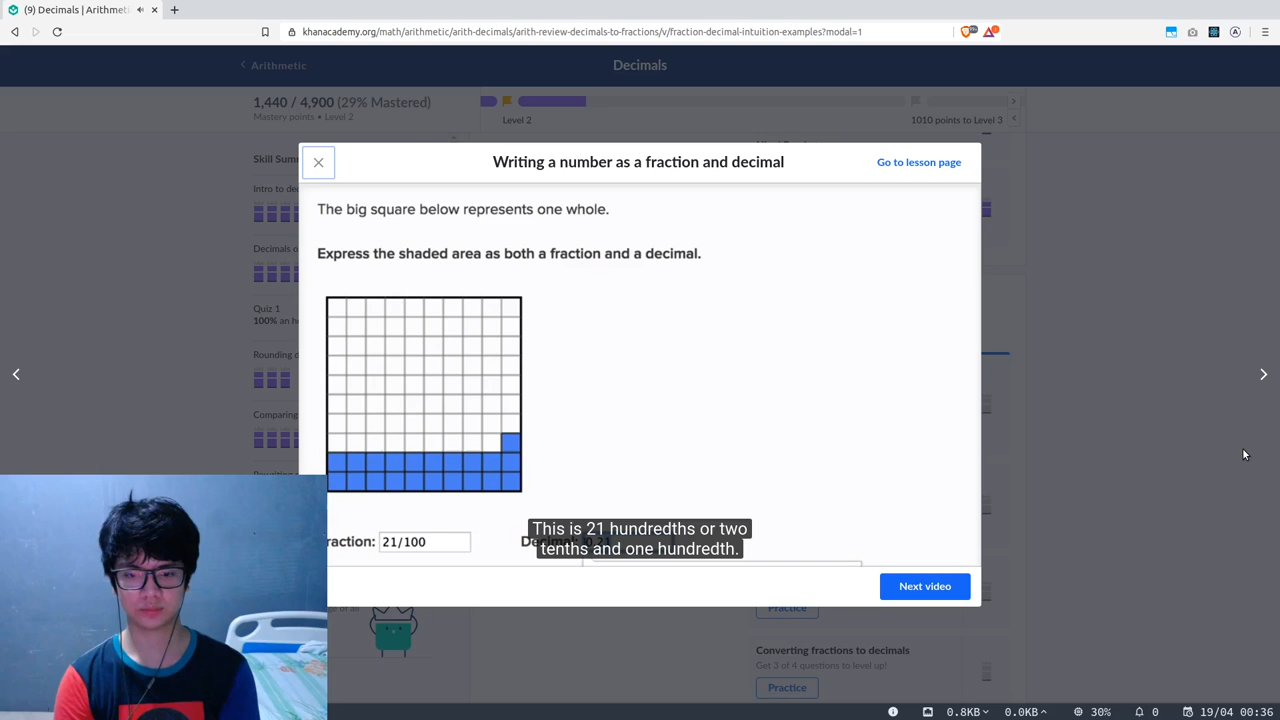 (9) Decimals | Arithmeti
khanacademy.org/math/arithmetic/arith-decimals/arith-review-decimals-to-fractions/v/fraction-decimal-intuition-examples?modal=1
Arithmetic
Decimals
1,440 / 4,900 (29% Mastered)
Mastery points • Level 2
Level 2
1010 points to Level 3
Skill Summ
Writing a number as a fraction and decimal
Go to lesson page
Intro to de
The big square below represents one whole.
Decimals o
Express the shaded area as both a fraction and a decimal.
Quiz 1
100% an h
Rounding d
Comparing
raction: 21/100
Decimal: 0.21
This is 21 hundredths or two
tenths and one hundredth.
Next video
Practice
Converting fractions to decimals
Get 3 of 4 questions to level up!
Practice
0.8KB
0.0KB
30%
0
19/04 00:36